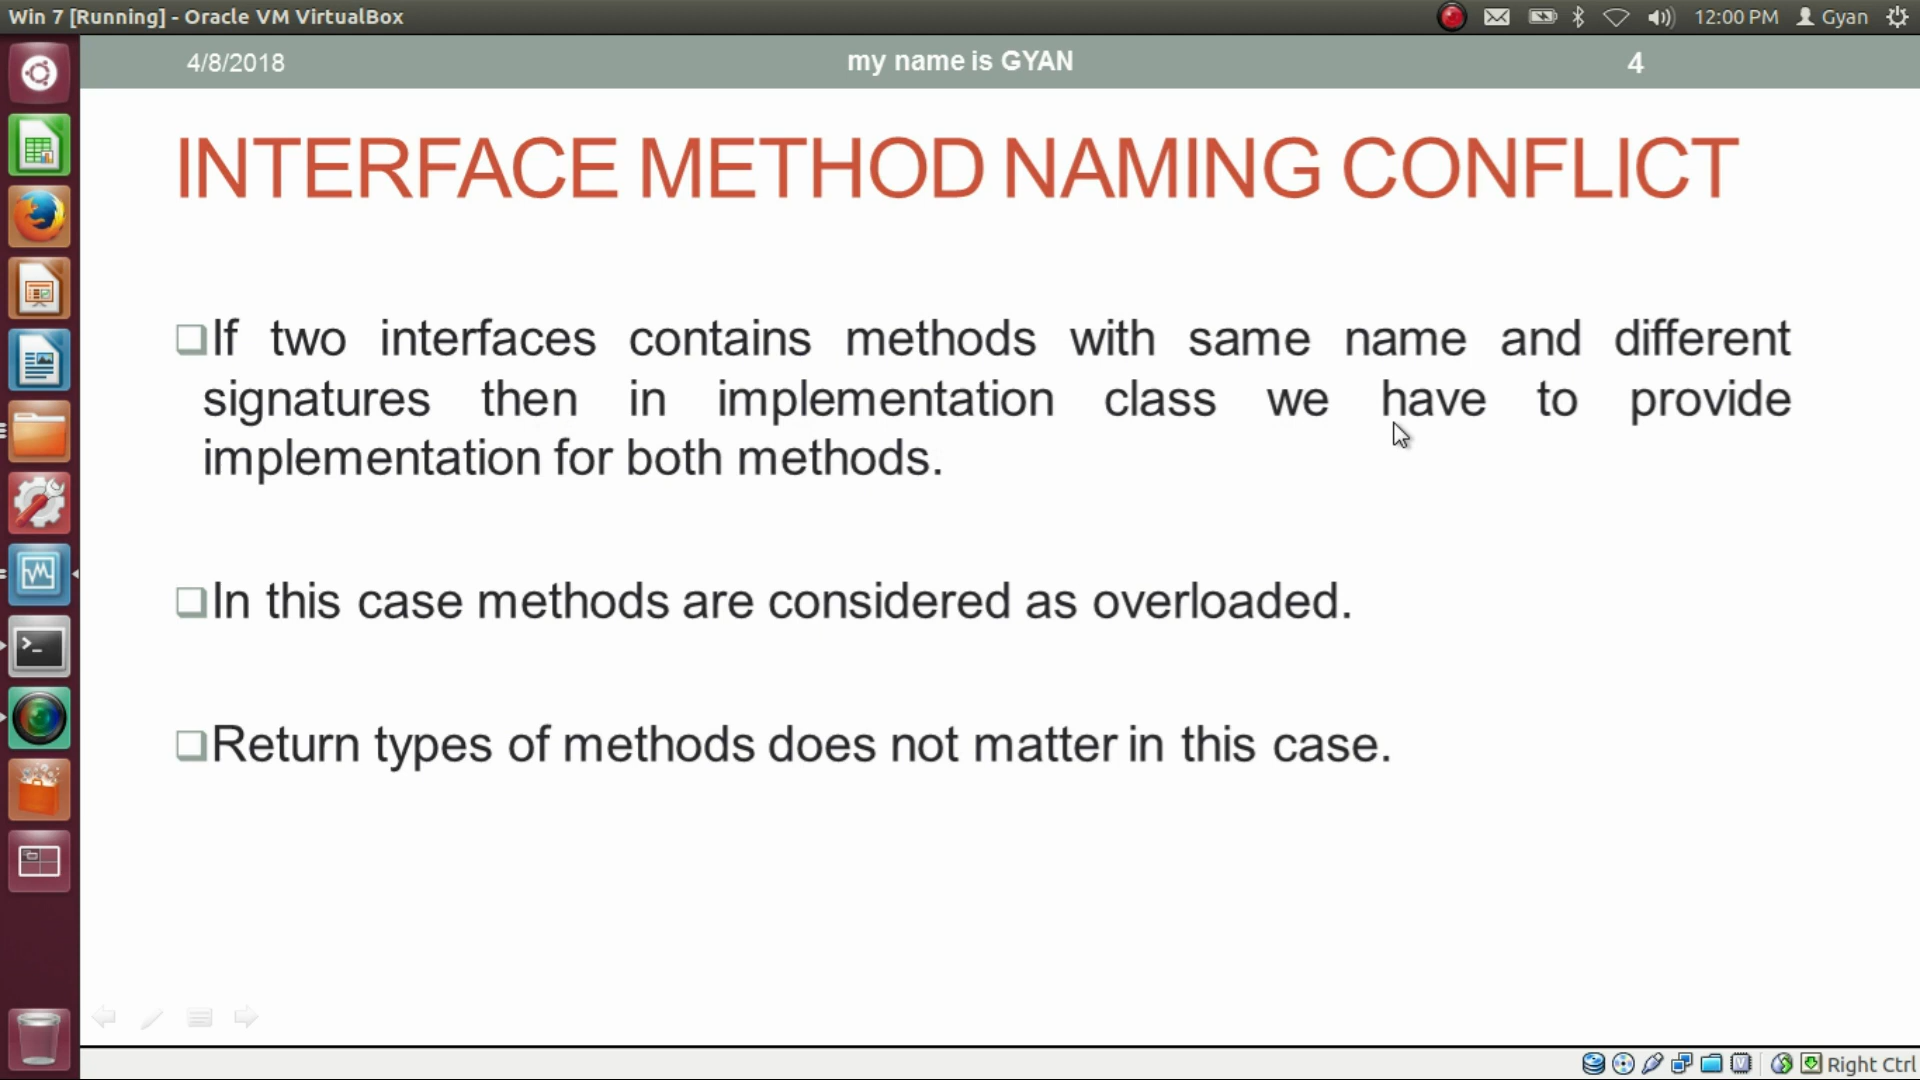 Win 7 [Running] - Oracle VM VirtualBox
12:00 PM Gyan
4/8/2018 my name is GYAN 4
INTERFACE METHOD NAMING CONFLICT
If two interfaces contains methods with same name and different
signatures then in implementation class we have to provide
implementation for both methods.
In this case methods are considered as overloaded.
Return types of methods does not matter in this case.
Right Ctrl